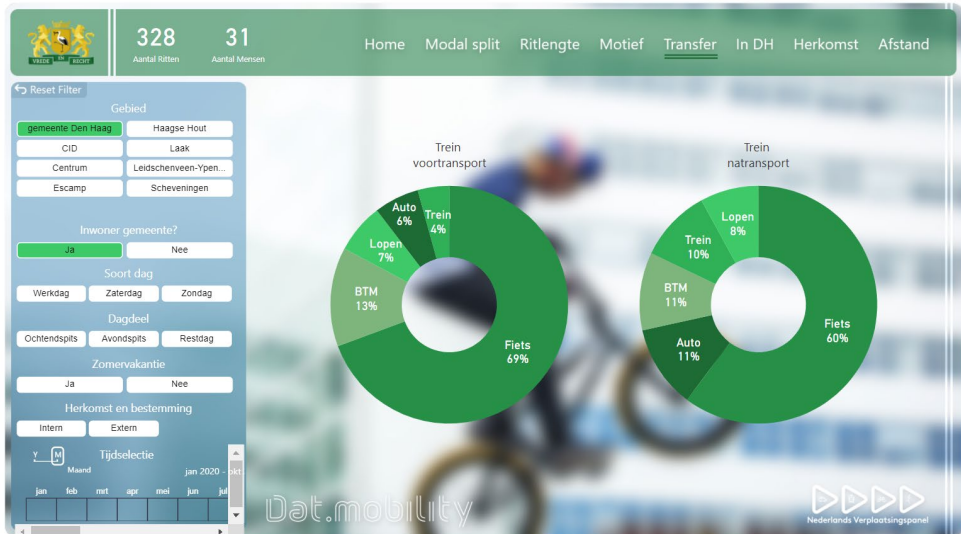 VREDE EN RECHT
328
Aantal Ritten
31
Aantal Mensen
Home Modal split Ritlengte Motief Transfer In DH Herkomst Afstand
Reset Filter
Gebied
gemeente Den Haag Haagse Hout
CID Laak
Centrum Leidschenveen-Ypen...
Escamp Scheveningen
Inwoner gemeente?
Ja Nee
Soort dag
Werkdag Zaterdag Zondag
Dagdeel
Ochtendspits Avondspits Restdag
Zomervakantie
Ja Nee
Herkomst en bestemming
Intern Extern
Y M Tijdselectie
Maand jan 2020 - okt
jan feb mrt apr mei jun jul
Trein
voortransport
Auto
6%
Trein
4%
Lopen
7%
BTM
13%
Fiets
69%
Trein
natransport
Lopen
8%
Trein
10%
BTM
11%
Auto
11%
Fiets
60%
Dat.mobility
Nederlands Verplaatsingspanel